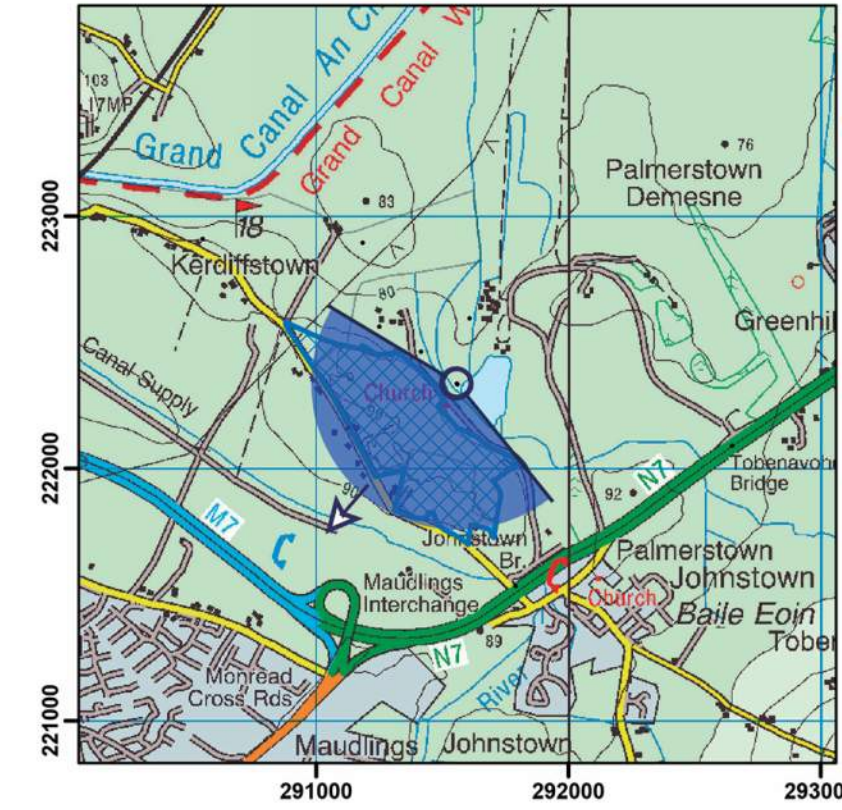 Grand Canal An C
Grand Canal W
103
17MP
18
83
76
Palmerstown
Demesne
Kerdiffstown
80
Greenhil
Canal Supply
Church
90
90
Tobenavoh
Bridge
92
N7
M7
Johnstown
Br.
Palmerstown
Johnstown
Maudlings
Interchange
Church
Baile Eoin
89
Tober
N7
Monread
Cross Rds
River
Maudlings
Johnstown
223000
222000
221000
291000
292000
29300